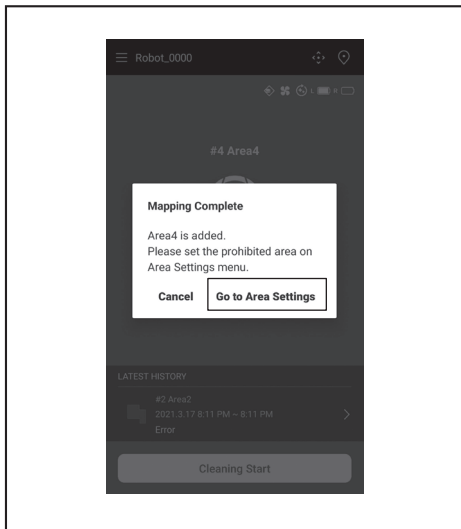 Robot_0000
L R
#4 Area4
Mapping Complete
Area4 is added.
Please set the prohibited area on
Area Settings menu.
Cancel Go to Area Settings
LATEST HISTORY
#2 Area2
2021.3.17 8:11 PM ~ 8:11 PM
Error
Cleaning Start